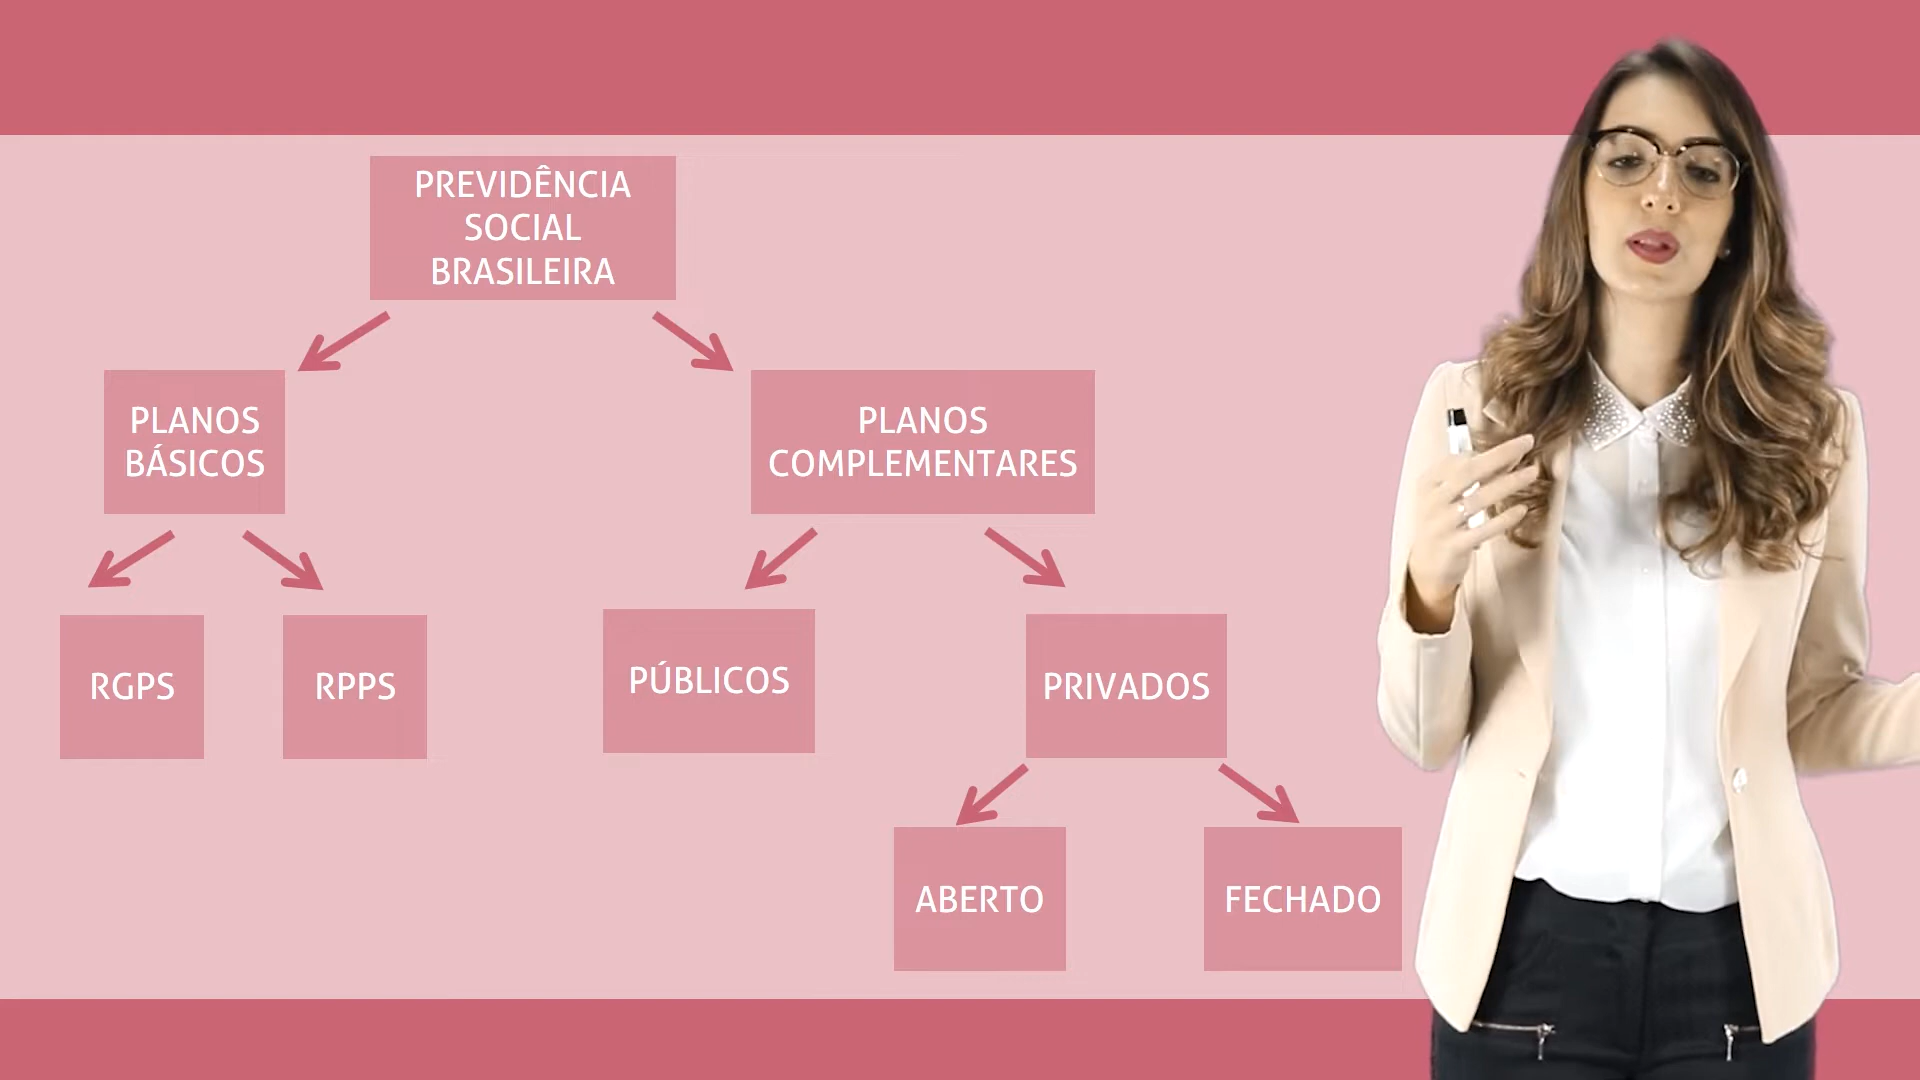 PREVIDÊNCIA
SOCIAL
BRASILEIRA
PLANOS
BÁSICOS
PLANOS
COMPLEMENTARES
RGPS
RPPS
PÚBLICOS
PRIVADOS
ABERTO
FECHADO